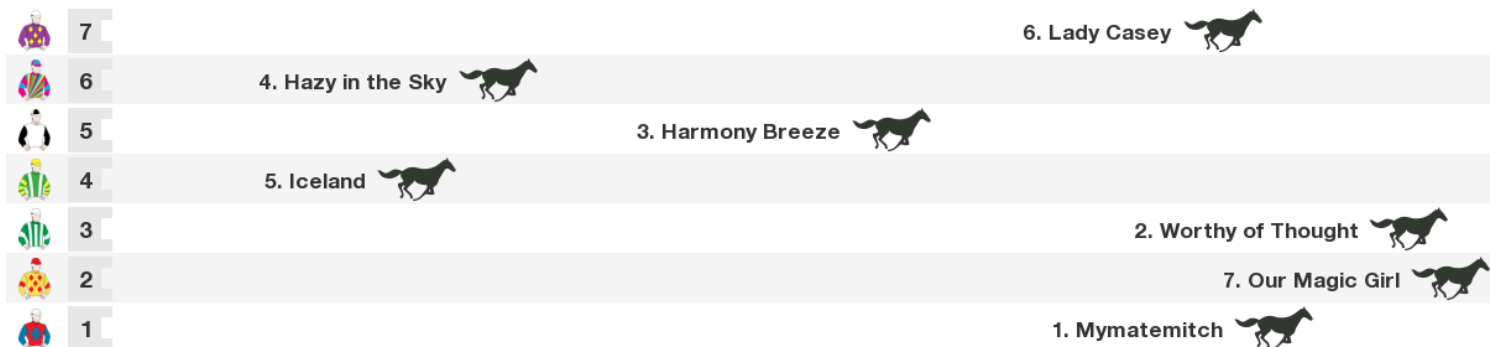 7 6. Lady Casey
6 4. Hazy in the Sky
5 3. Harmony Breeze
4 5. Iceland
3 2. Worthy of Thought
2 7. Our Magic Girl
1 1. Mymatemitch